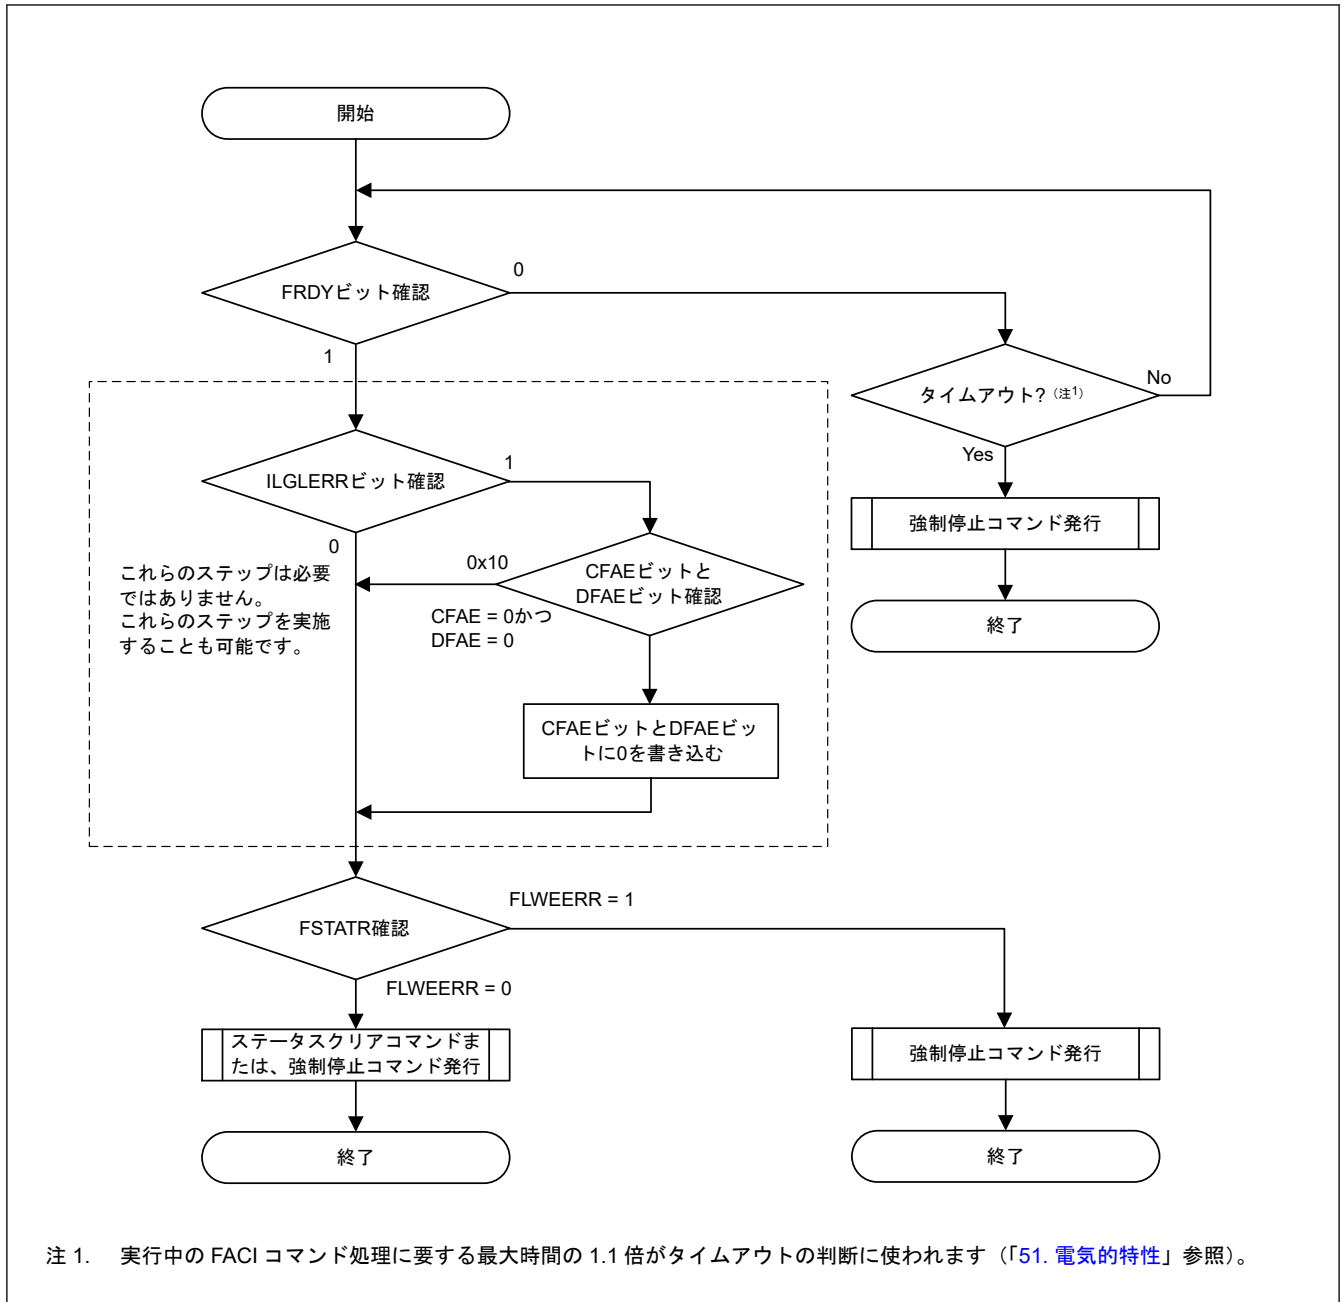 開始
FRDYビット確認
0
1
タイムアウト? (注1)
No
Yes
強制停止コマンド発行
終了
ILGLERRビット確認
1
0
これらのステップは必要
ではありません。
これらのステップを実施
することも可能です。
0x10
CFAE = 0かつ
DFAE = 0
CFAEビットと
DFAEビット確認
CFAEビットとDFAEビッ
トに0を書き込む
FSTATR確認
FLWEERR = 1
FLWEERR = 0
ステータスクリアコマンドま
たは、強制停止コマンド発行
強制停止コマンド発行
終了
終了
注 1. 実行中の FACI コマンド処理に要する最大時間の 1.1 倍がタイムアウトの判断に使われます（「51. 電気的特性」参照）。